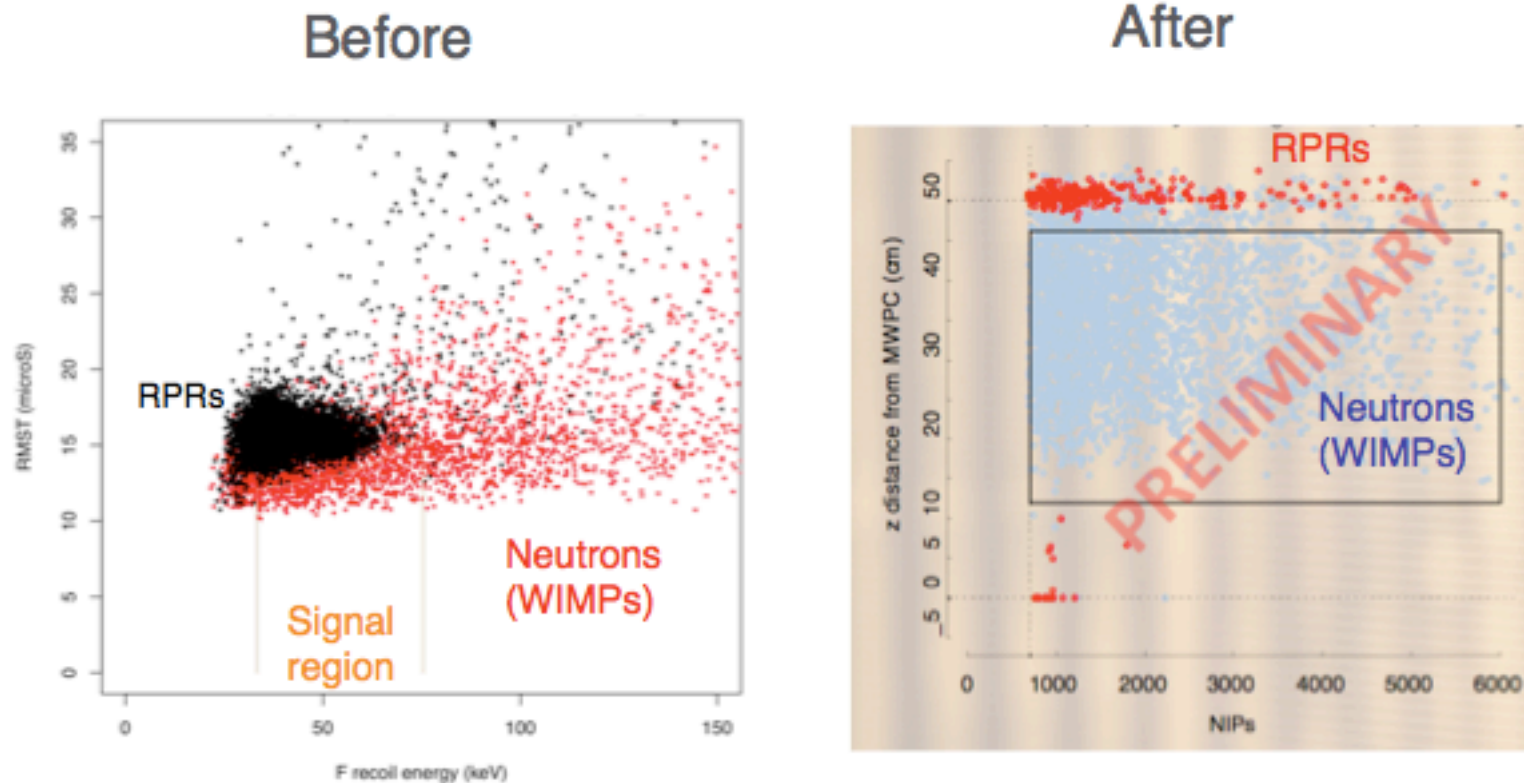 Before
35
30
25
20
15
10
5
0
RMST (microS)
RPRs
Neutrons
(WIMPs)
Signal
region
0 50 100 150
F recoil energy (keV)
After
RPRs
50
40
30
20
10
5
0
_5
z distance from MWPC (cm)
PRELIMINARY
Neutrons
(WIMPs)
0 1000 2000 3000 4000 5000 6000
NIPs